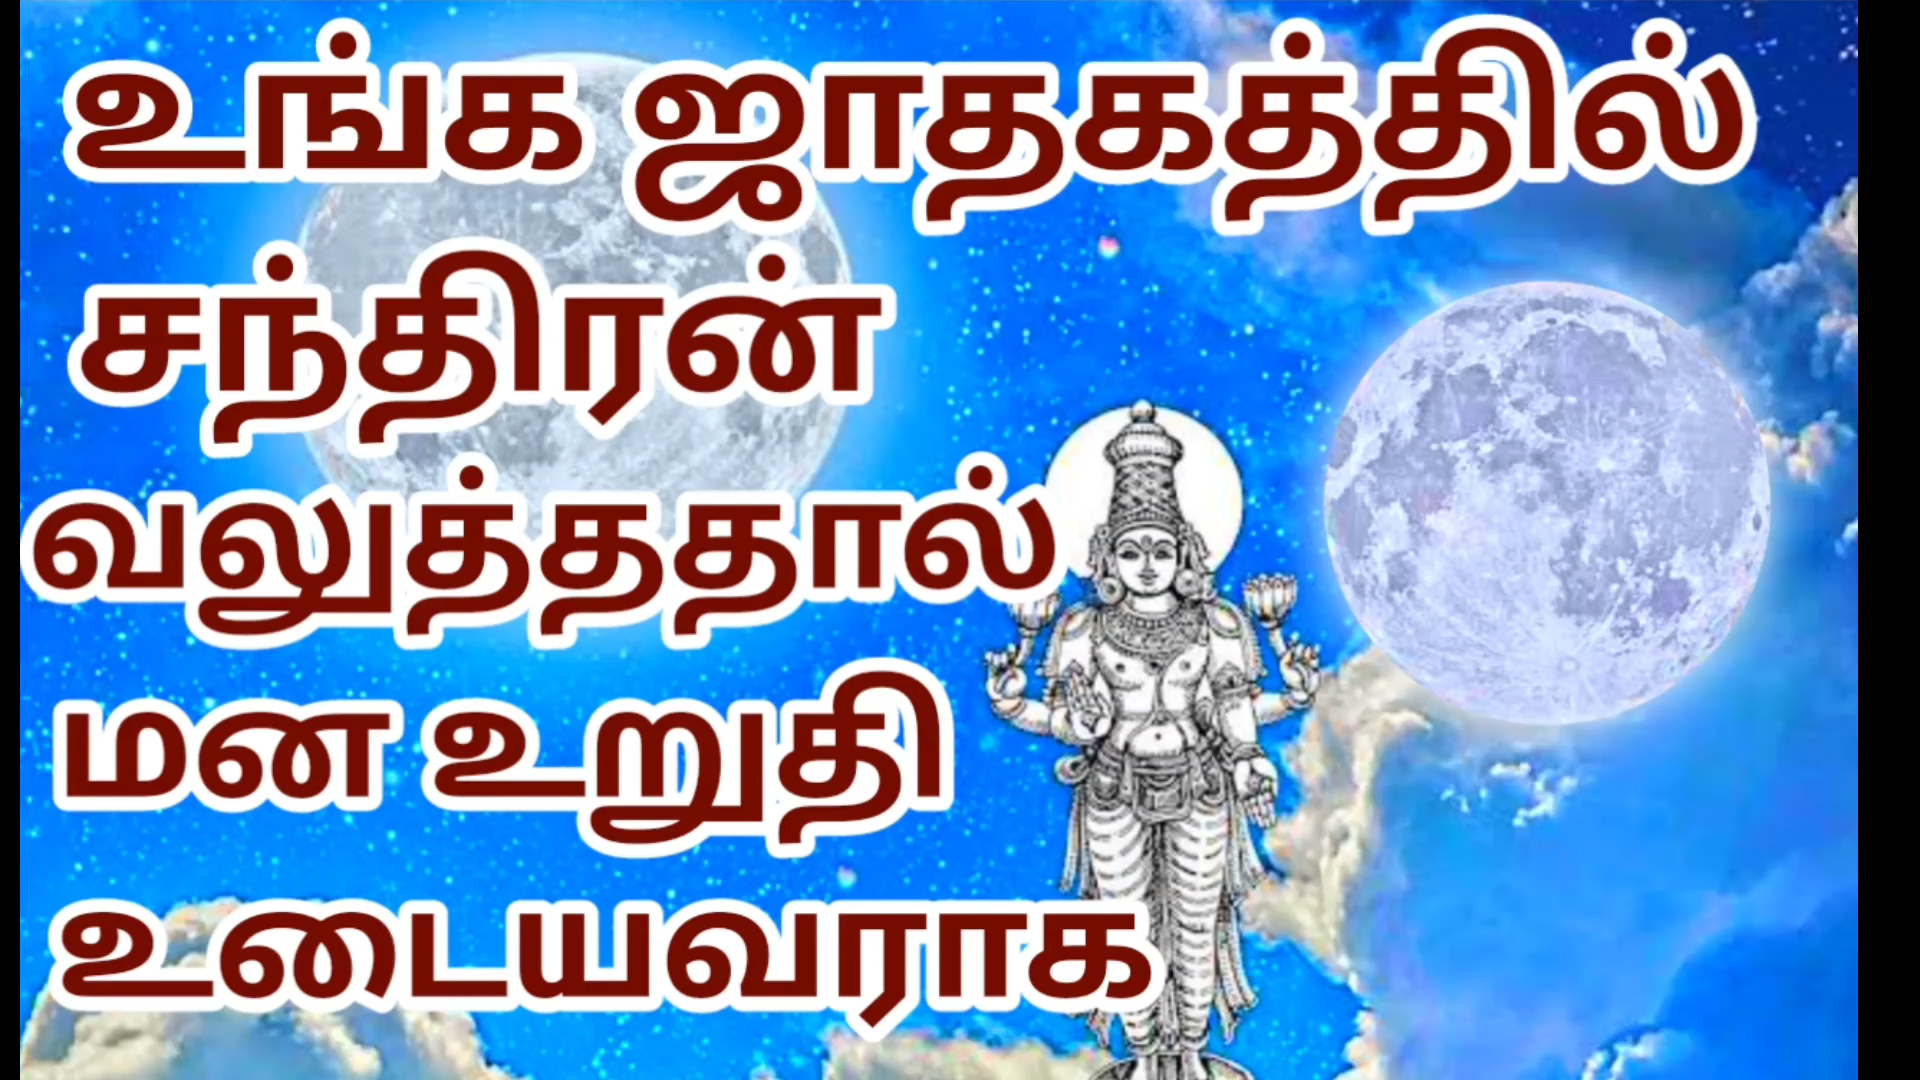 உங்க ஜாதகத்தில்
சந்திரன்
வலுத்ததால்
மன உறுதி
உடையவராக